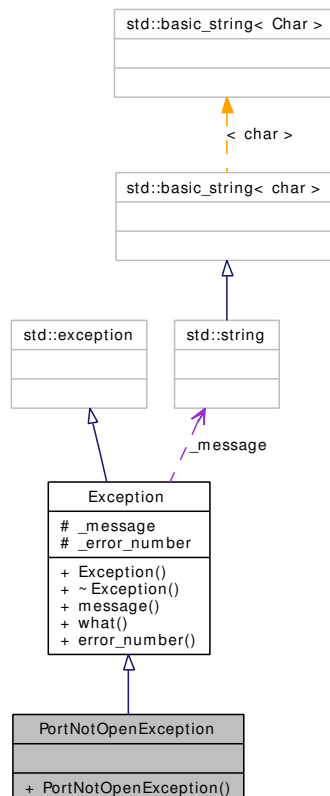 std::basic_string< Char >
< char >
std::basic_string< char >
std::exception
std::string
_message
Exception
# _message
# _error_number
+ Exception()
+ ~Exception()
+ message()
+ what()
+ error_number()
PortNotOpenException
+ PortNotOpenException()